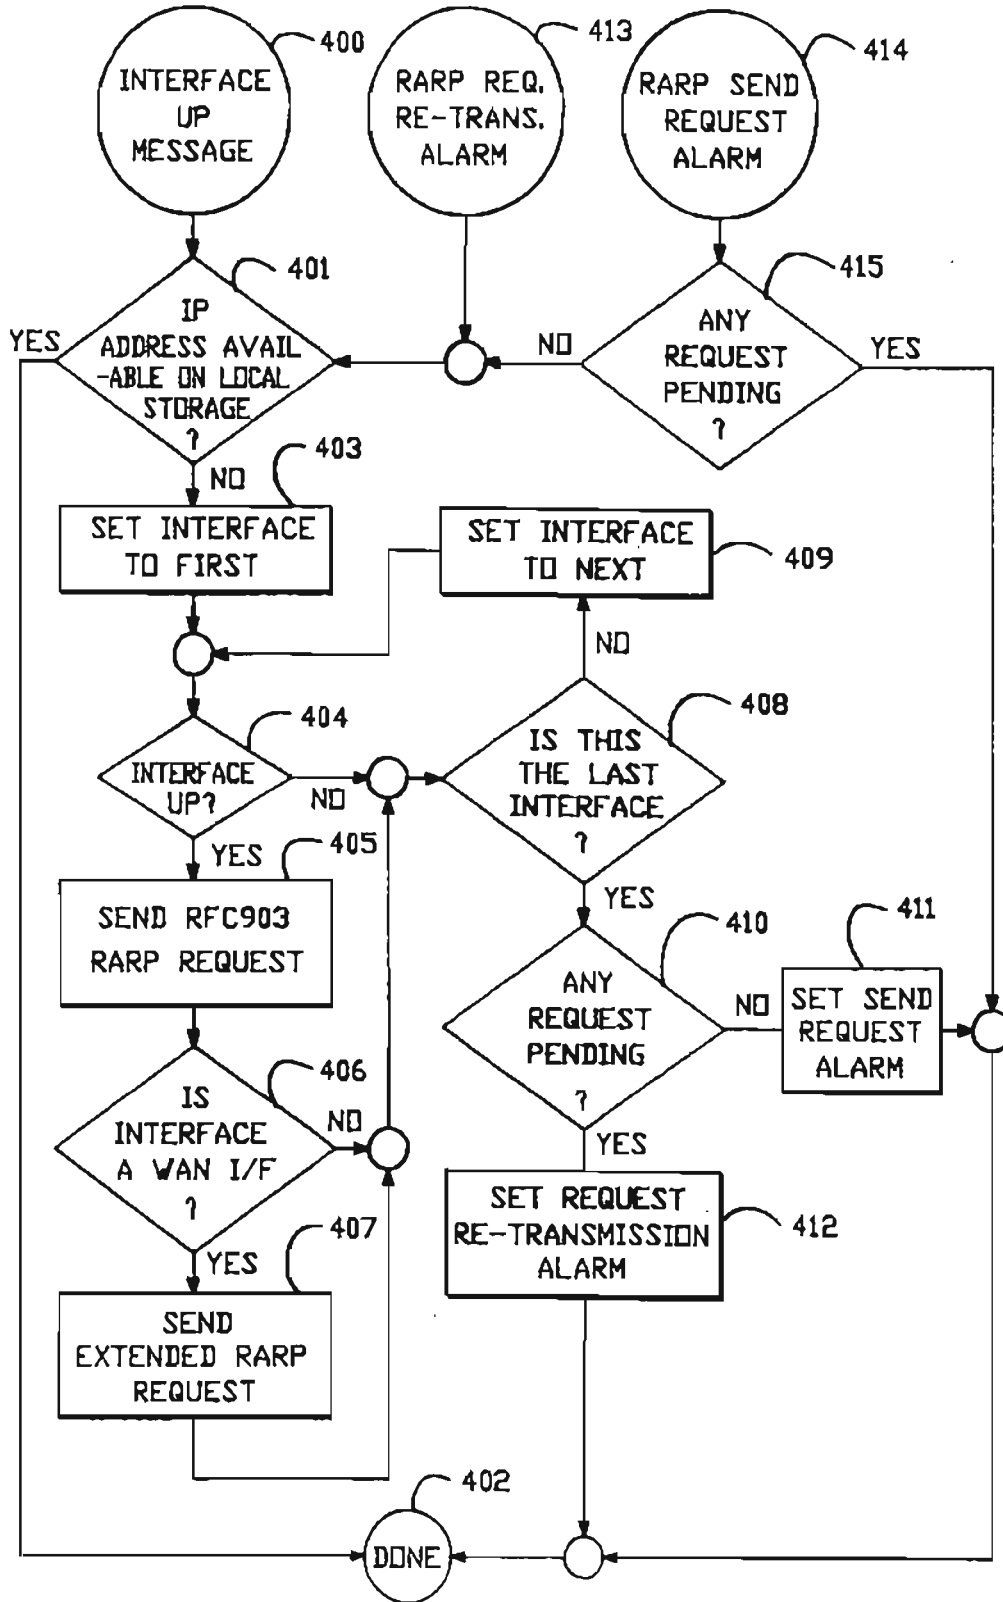 INTERFACE
UP
MESSAGE
400
RARP REQ.
RE-TRANS.
ALARM
413
RARP SEND
REQUEST
ALARM
414
IP
ADDRESS AVAIL
-ABLE ON LOCAL
STORAGE
?
401
YES
NO
ANY
REQUEST
PENDING
?
415
NO
YES
SET INTERFACE
TO FIRST
403
SET INTERFACE
TO NEXT
409
NO
INTERFACE
UP?
404
NO
YES
IS THIS
THE LAST
INTERFACE
?
408
YES
SEND RFC903
RARP REQUEST
405
ANY
REQUEST
PENDING
?
410
NO
YES
SET SEND
REQUEST
ALARM
411
IS
INTERFACE
A WAN I/F
?
406
NO
YES
SET REQUEST
RE-TRANSMISSION
ALARM
412
SEND
EXTENDED RARP
REQUEST
407
DONE
402